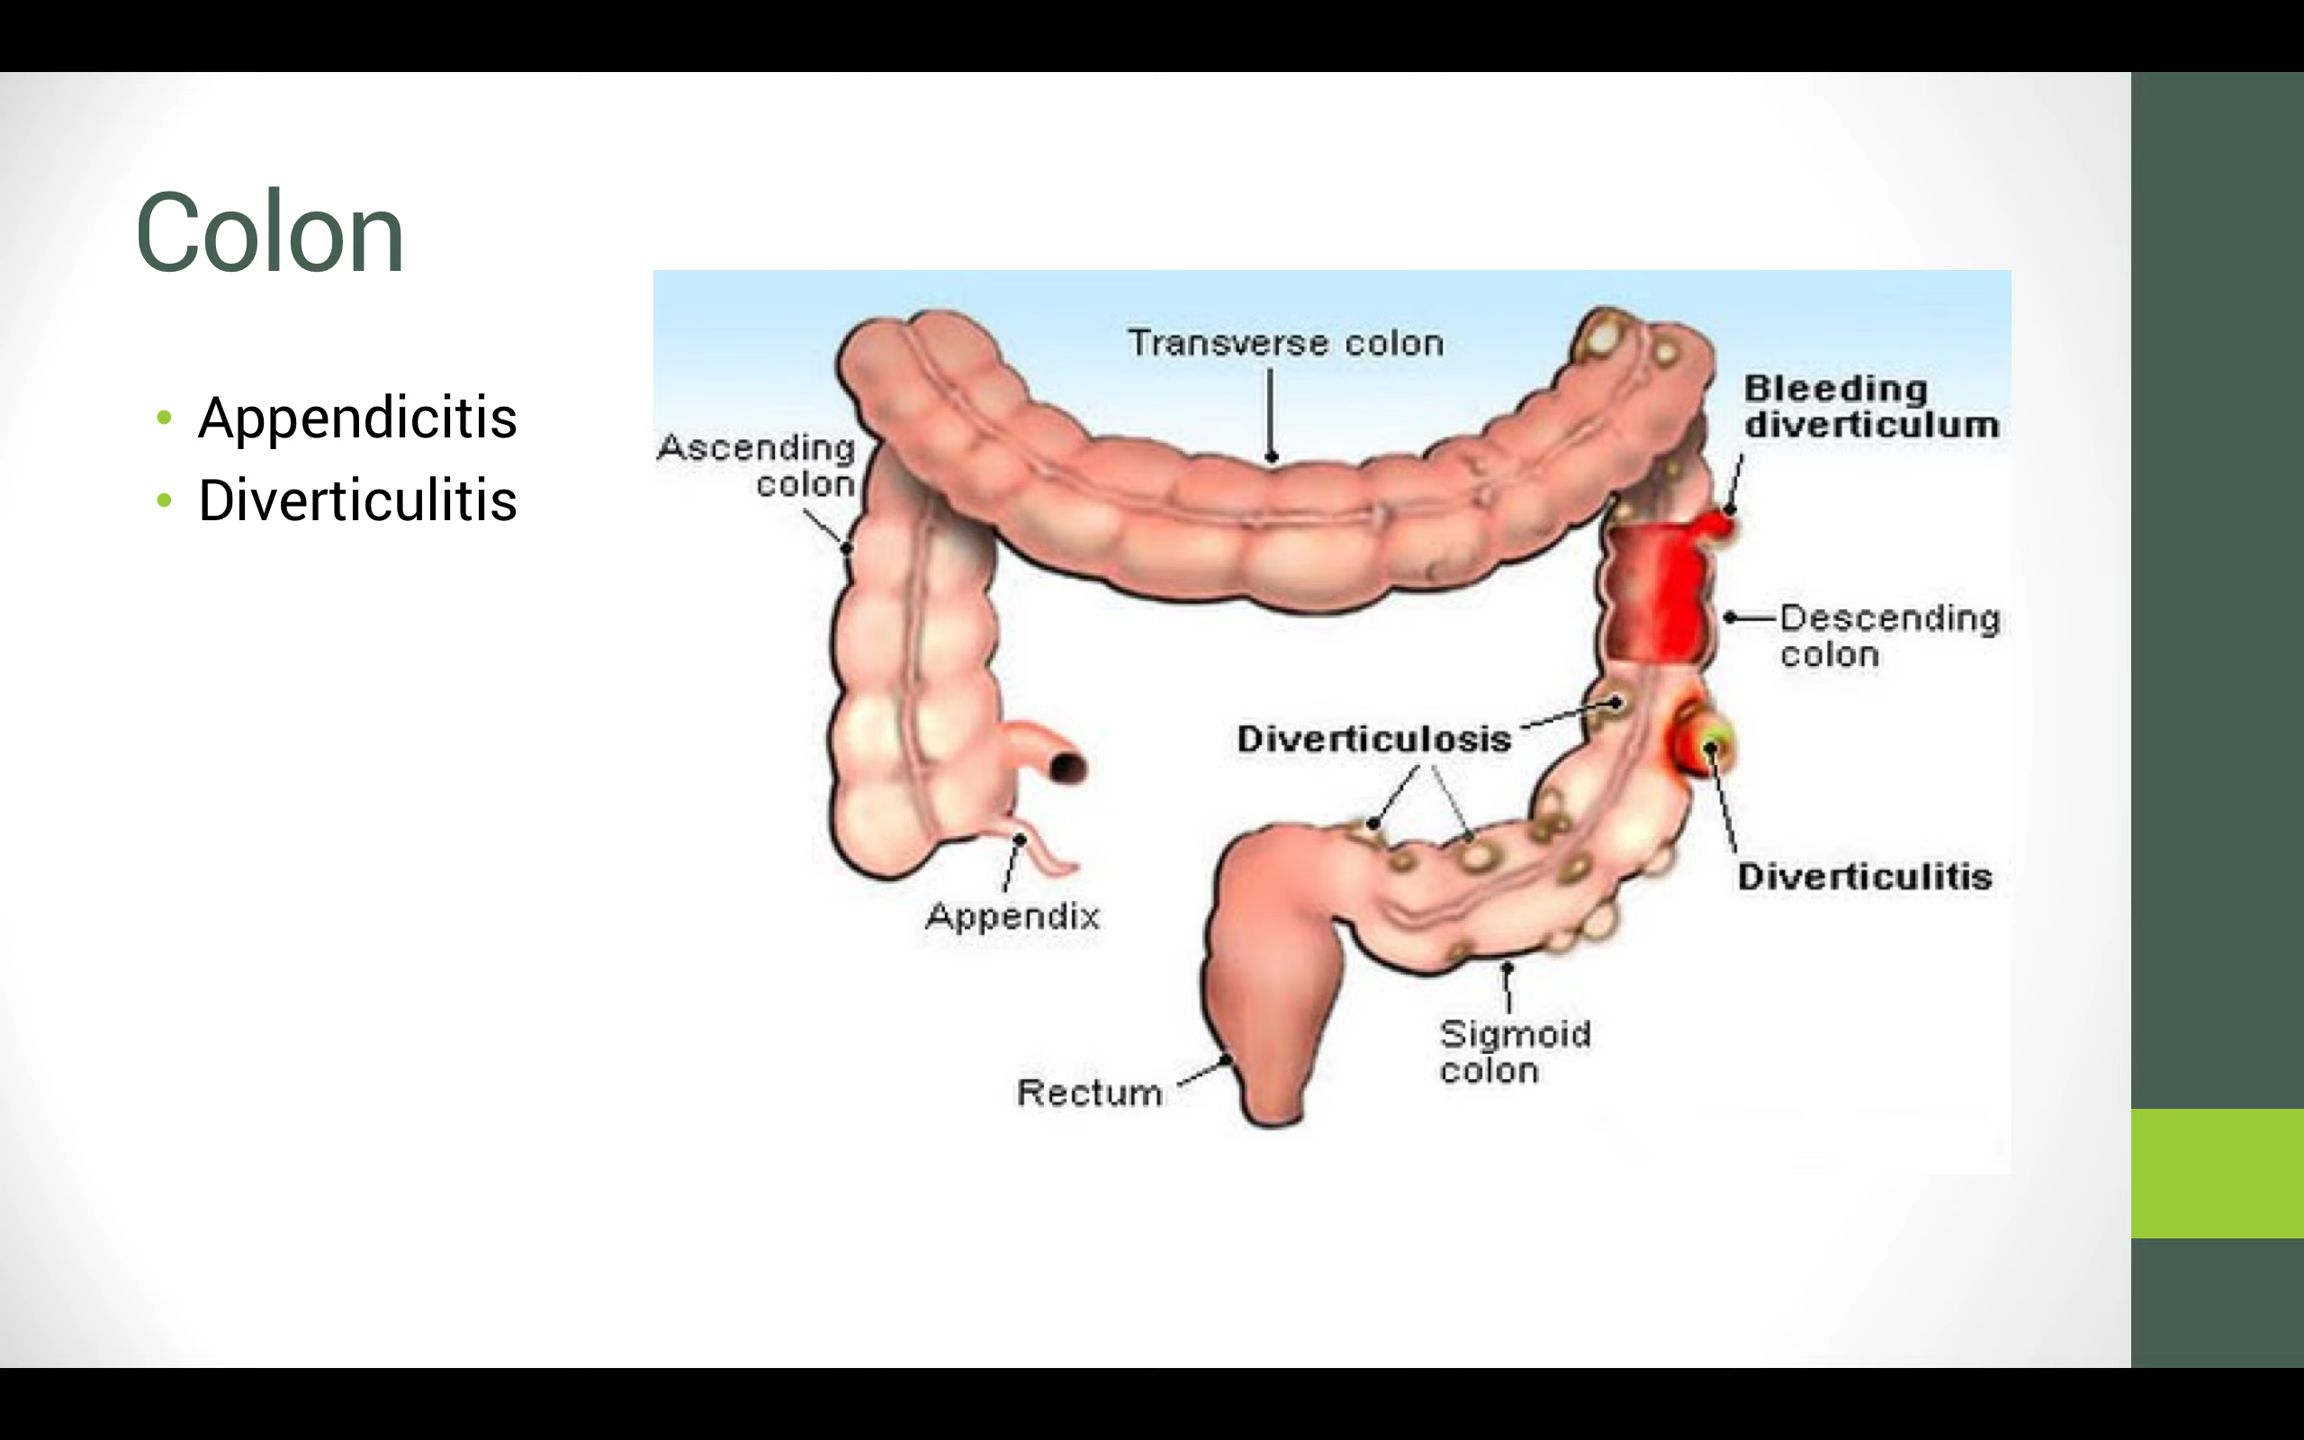 Colon
• Appendicitis
• Diverticulitis
Transverse colon
Bleeding
diverticulum
Ascending
colon
Descending
colon
Diverticulosis
Diverticulitis
Appendix
Sigmoid
colon
Rectum